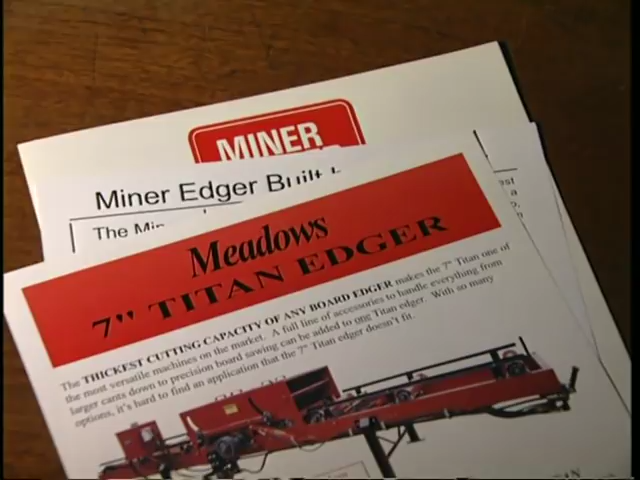 MINER
Miner Edger Built
The
est
a
Meadows
7" TITAN EDGER
The THICKEST CUTTING CAPACITY OF ANY BOARD EDGER makes the 7" Titan one of
the most versatile machines on the market. A full line of accessories to handle everything from
larger cants down to precision board sawing can be added to one Titan edger. With so many
options, it's hard to find an application that the 7" Titan edger doesn't fit.